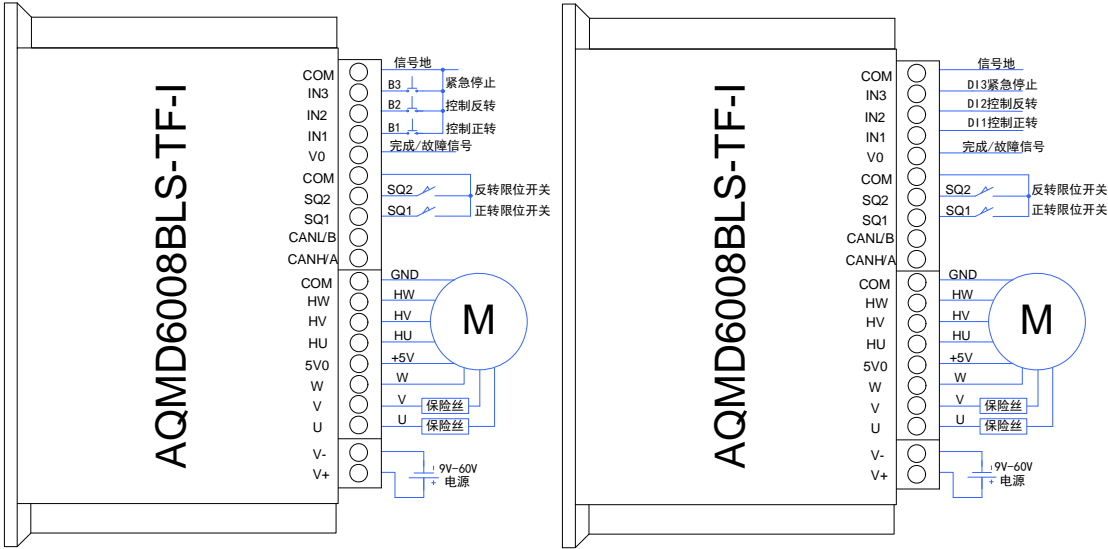 AQMD6008BLS-TF-I
COM 信号地
IN3 B3 紧急停止
IN2 B2 控制反转
IN1 B1 控制正转
V0 完成/故障信号
COM
SQ2 SQ2 反转限位开关
SQ1 SQ1 正转限位开关
CANL/B
CANH/A
COM GND
HW HW
HV HV M
HU HU
5V0 +5V
W W
V V 保险丝
U U 保险丝
V- 9V-60V
V+ + 电源
AQMD6008BLS-TF-I
COM 信号地
IN3 DI3紧急停止
IN2 DI2控制反转
IN1 DI1控制正转
V0 完成/故障信号
COM
SQ2 SQ2 反转限位开关
SQ1 SQ1 正转限位开关
CANL/B
CANH/A
COM GND
HW HW
HV HV M
HU HU
5V0 +5V
W W
V V 保险丝
U U 保险丝
V- 9V-60V
V+ + 电源